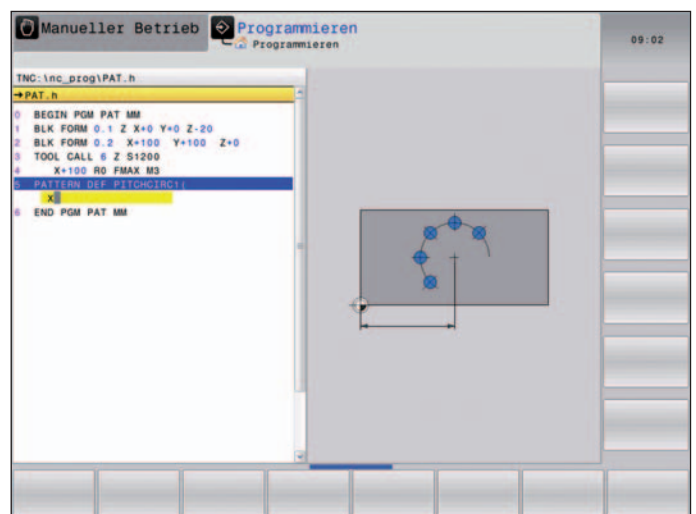 Manueller Betrieb
Programmieren
Programmieren
09:02
TNC:\nc_prog\PAT.h
→PAT.h
0 BEGIN PGM PAT MM
1 BLK FORM 0.1 Z X+0 Y+0 Z-20
2 BLK FORM 0.2 X+100 Y+100 Z+0
3 TOOL CALL 6 Z S1200
4 X+100 R0 FMAX M3
5 PATTERN DEF PITCHCIRC1(
X
6 END PGM PAT MM